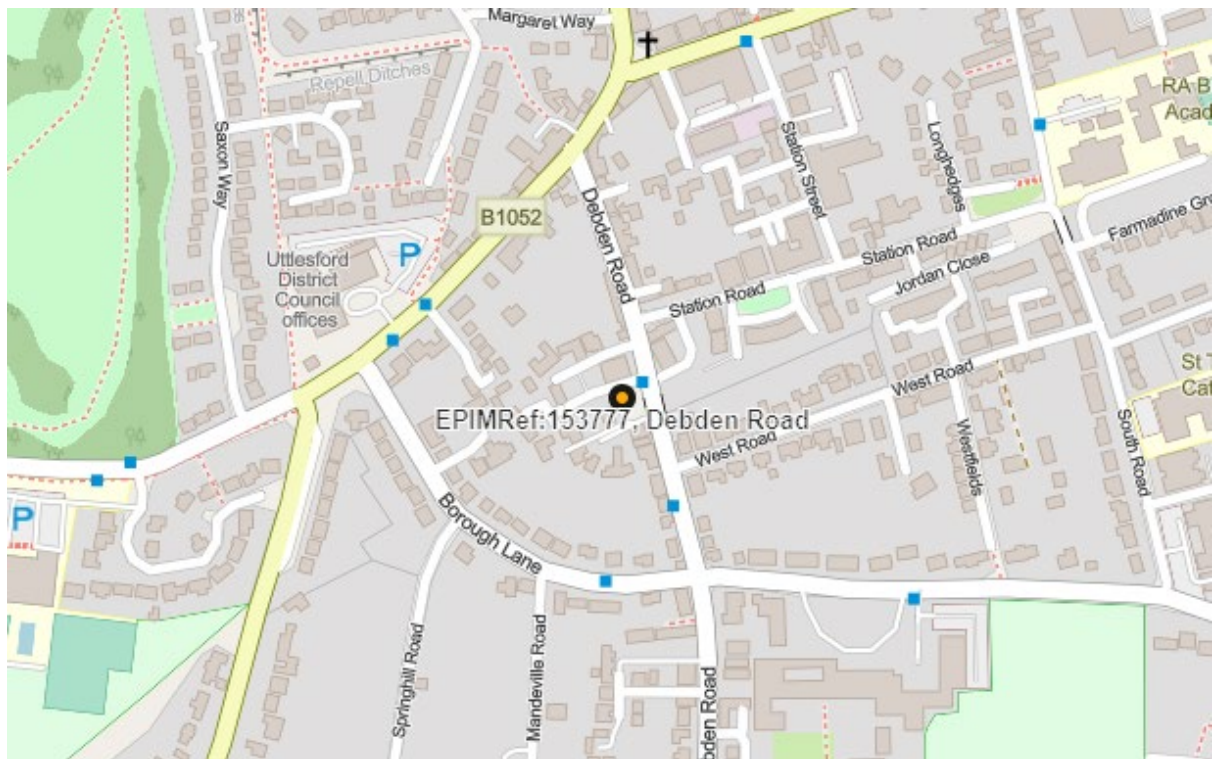 Margaret Way
Repell Ditches
RA B
Acad
Saxon Way
Station Street
Longhedges
Debden Road
B1052
P
Farmadine Gro
Uttlesford
District
Council
offices
Station Road
Jordan Close
Station Road
St T
Cat
West Road
EPIMRef:153777, Debden Road
West Road
South Road
Westfields
P
Borough Lane
Springhill Road
Mandeville Road
bden Road